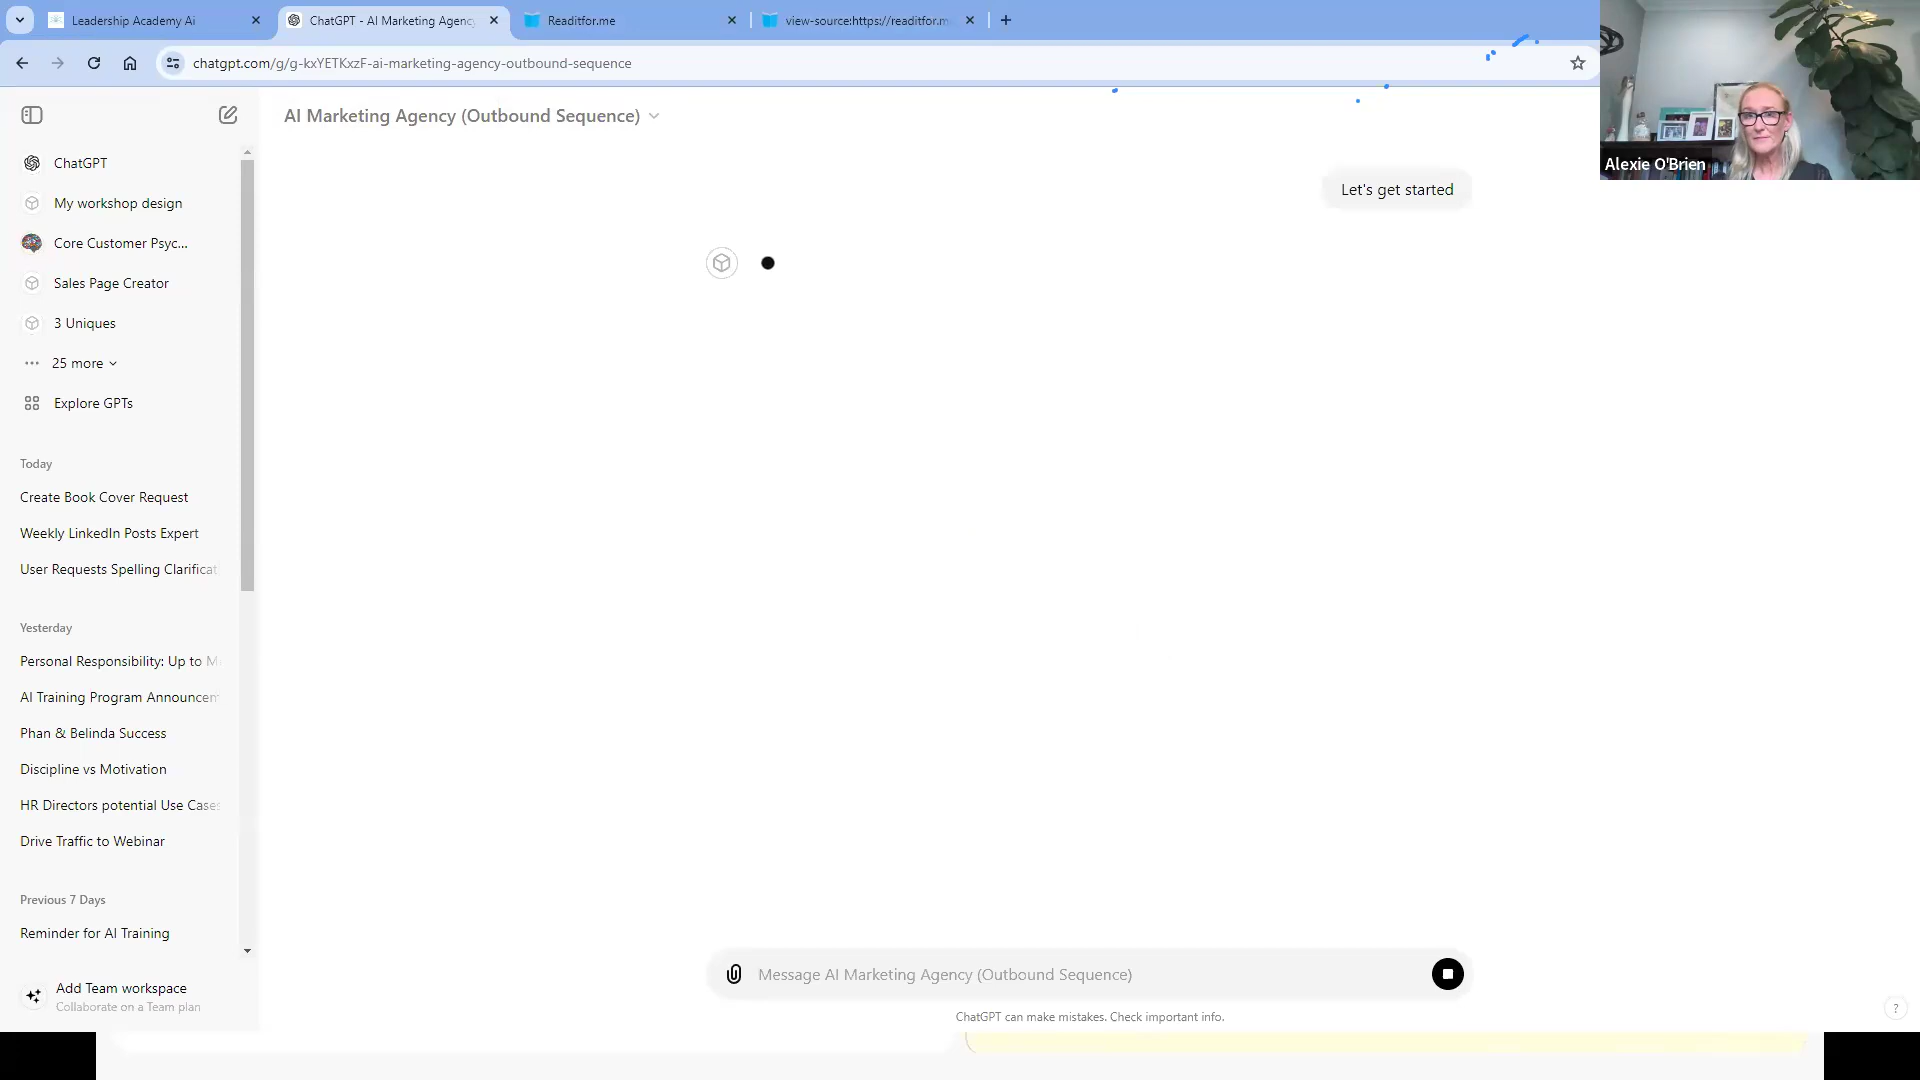 Leadership Academy Ai
ChatGPT - AI Marketing Agency
Readitfor.me
view-source:https://readitfor.m
chatgpt.com/g/g-kxYETKxzF-ai-marketing-agency-outbound-sequence
AI Marketing Agency (Outbound Sequence)
Alexie O'Brien
Let's get started
ChatGPT
My workshop design
Core Customer Psyc...
Sales Page Creator
3 Uniques
25 more
Explore GPTs
Today
Create Book Cover Request
Weekly LinkedIn Posts Expert
User Requests Spelling Clarificat
Yesterday
Personal Responsibility: Up to M
AI Training Program Announcem
Phan & Belinda Success
Discipline vs Motivation
HR Directors potential Use Cases
Drive Traffic to Webinar
Previous 7 Days
Reminder for AI Training
Add Team workspace
Collaborate on a Team plan
Message AI Marketing Agency (Outbound Sequence)
ChatGPT can make mistakes. Check important info.
?